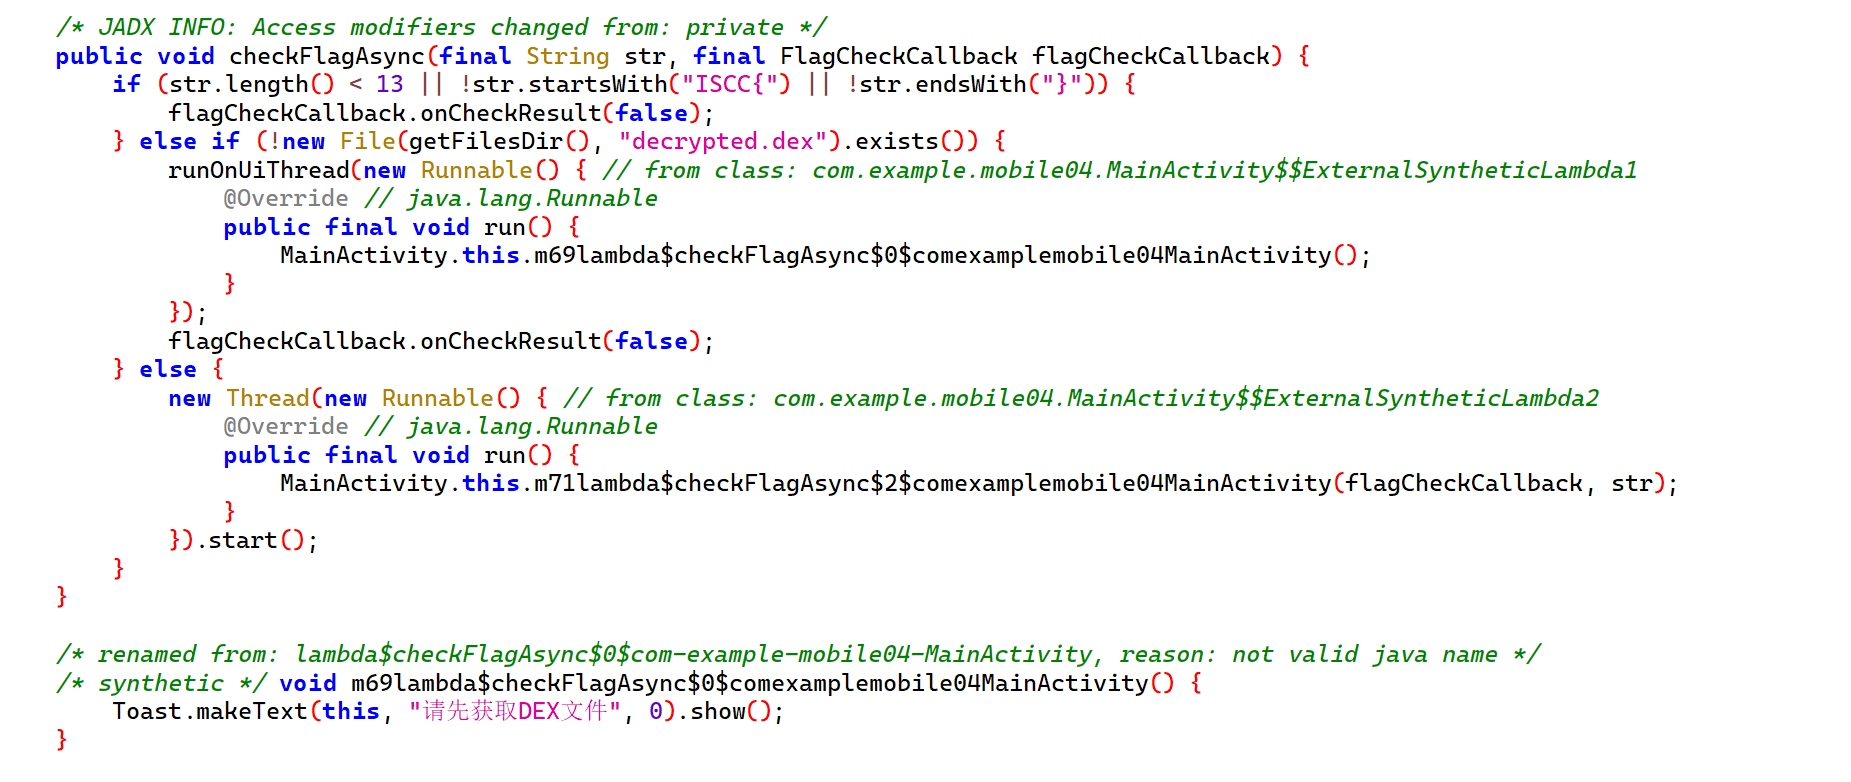 /* JADX INFO: Access modifiers changed from: private */
public void checkFlagAsync(final String str, final FlagCheckCallback flagCheckCallback) {
    if (str.length() < 13 || !str.startsWith("ISCC{") || !str.endsWith("}")) {
        flagCheckCallback.onCheckResult(false);
    } else if (!new File(getFilesDir(), "decrypted.dex").exists()) {
        runOnUiThread(new Runnable() { // from class: com.example.mobile04.MainActivity$$ExternalSyntheticLambda1
            @Override // java.lang.Runnable
            public final void run() {
                MainActivity.this.m69lambda$checkFlagAsync$0$comexamplemobile04MainActivity();
            }
        });
        flagCheckCallback.onCheckResult(false);
    } else {
        new Thread(new Runnable() { // from class: com.example.mobile04.MainActivity$$ExternalSyntheticLambda2
            @Override // java.lang.Runnable
            public final void run() {
                MainActivity.this.m71lambda$checkFlagAsync$2$comexamplemobile04MainActivity(flagCheckCallback, str);
            }
        }).start();
    }
}

/* renamed from: lambda$checkFlagAsync$0$com-example-mobile04-MainActivity, reason: not valid java name */
/* synthetic */ void m69lambda$checkFlagAsync$0$comexamplemobile04MainActivity() {
    Toast.makeText(this, "请先获取DEX文件", 0).show();
}